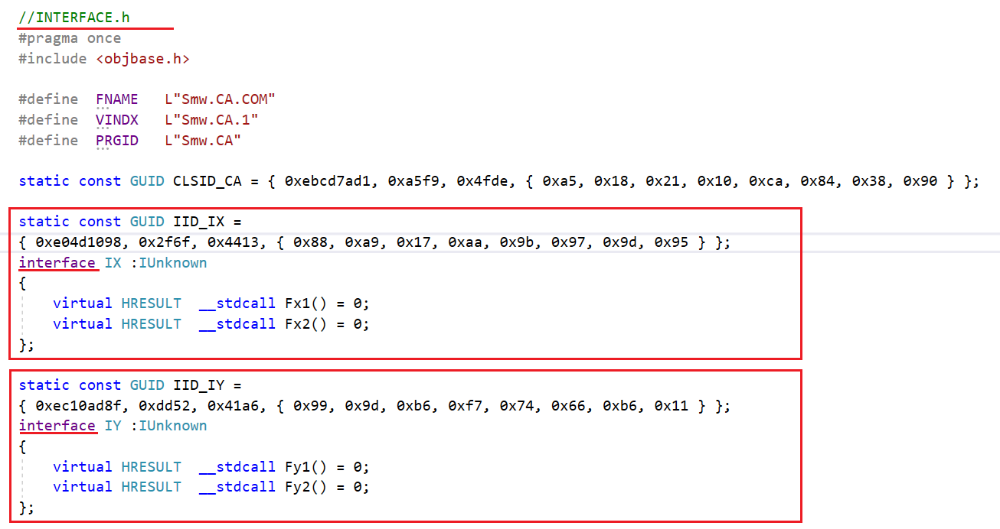 //INTERFACE.h
#pragma once
#include <objbase.h>
#define  FNAME   L"Smw.CA.COM"
#define  VINDX   L"Smw.CA.1"
#define  PRGID   L"Smw.CA"
static const GUID CLSID_CA = { 0xebcd7ad1, 0xa5f9, 0x4fde, { 0xa5, 0x18, 0x21, 0x10, 0xca, 0x84, 0x38, 0x90 } };
static const GUID IID_IX =
{ 0xe04d1098, 0x2f6f, 0x4413, { 0x88, 0xa9, 0x17, 0xaa, 0x9b, 0x97, 0x9d, 0x95 } };
interface IX :IUnknown
{
    virtual HRESULT  __stdcall Fx1() = 0;
    virtual HRESULT  __stdcall Fx2() = 0;
};
static const GUID IID_IY =
{ 0xec10ad8f, 0xdd52, 0x41a6, { 0x99, 0x9d, 0xb6, 0xf7, 0x74, 0x66, 0xb6, 0x11 } };
interface IY :IUnknown
{
    virtual HRESULT  __stdcall Fy1() = 0;
    virtual HRESULT  __stdcall Fy2() = 0;
};